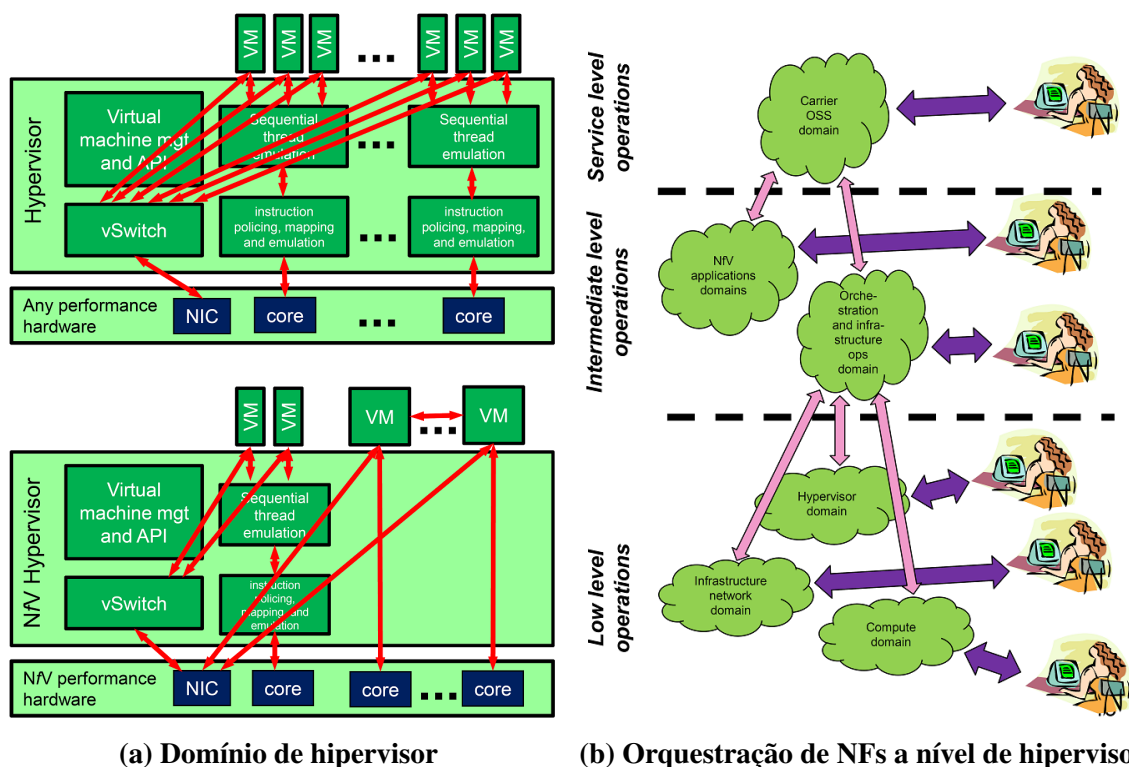 VM
VM
VM
VM
VM
VM
Hypervisor
Virtual
machine mgt
and API
Sequential
thread
emulation
Sequential
thread
emulation
vSwitch
instruction
policing, mapping
and emulation
instruction
policing, mapping,
and emulation
Any performance
hardware
NIC
core
core
VM
VM
VM
VM
NfV Hypervisor
Virtual
machine mgt
and API
Sequential
thread
emulation
vSwitch
instruction
policing,
mapping, and
emulation
NfV performance
hardware
NIC
core
core
core
(a) Domínio de hipervisor
Service level
operations
Carrier
OSS
domain
Intermediate level
operations
NfV
applications
domains
Orche-
stration
and infra-
structure
ops
domain
Low level
operations
Hypervisor
domain
Infrastructure
network
domain
Compute
domain
(b) Orquestração de NFs a nível de hiperviso